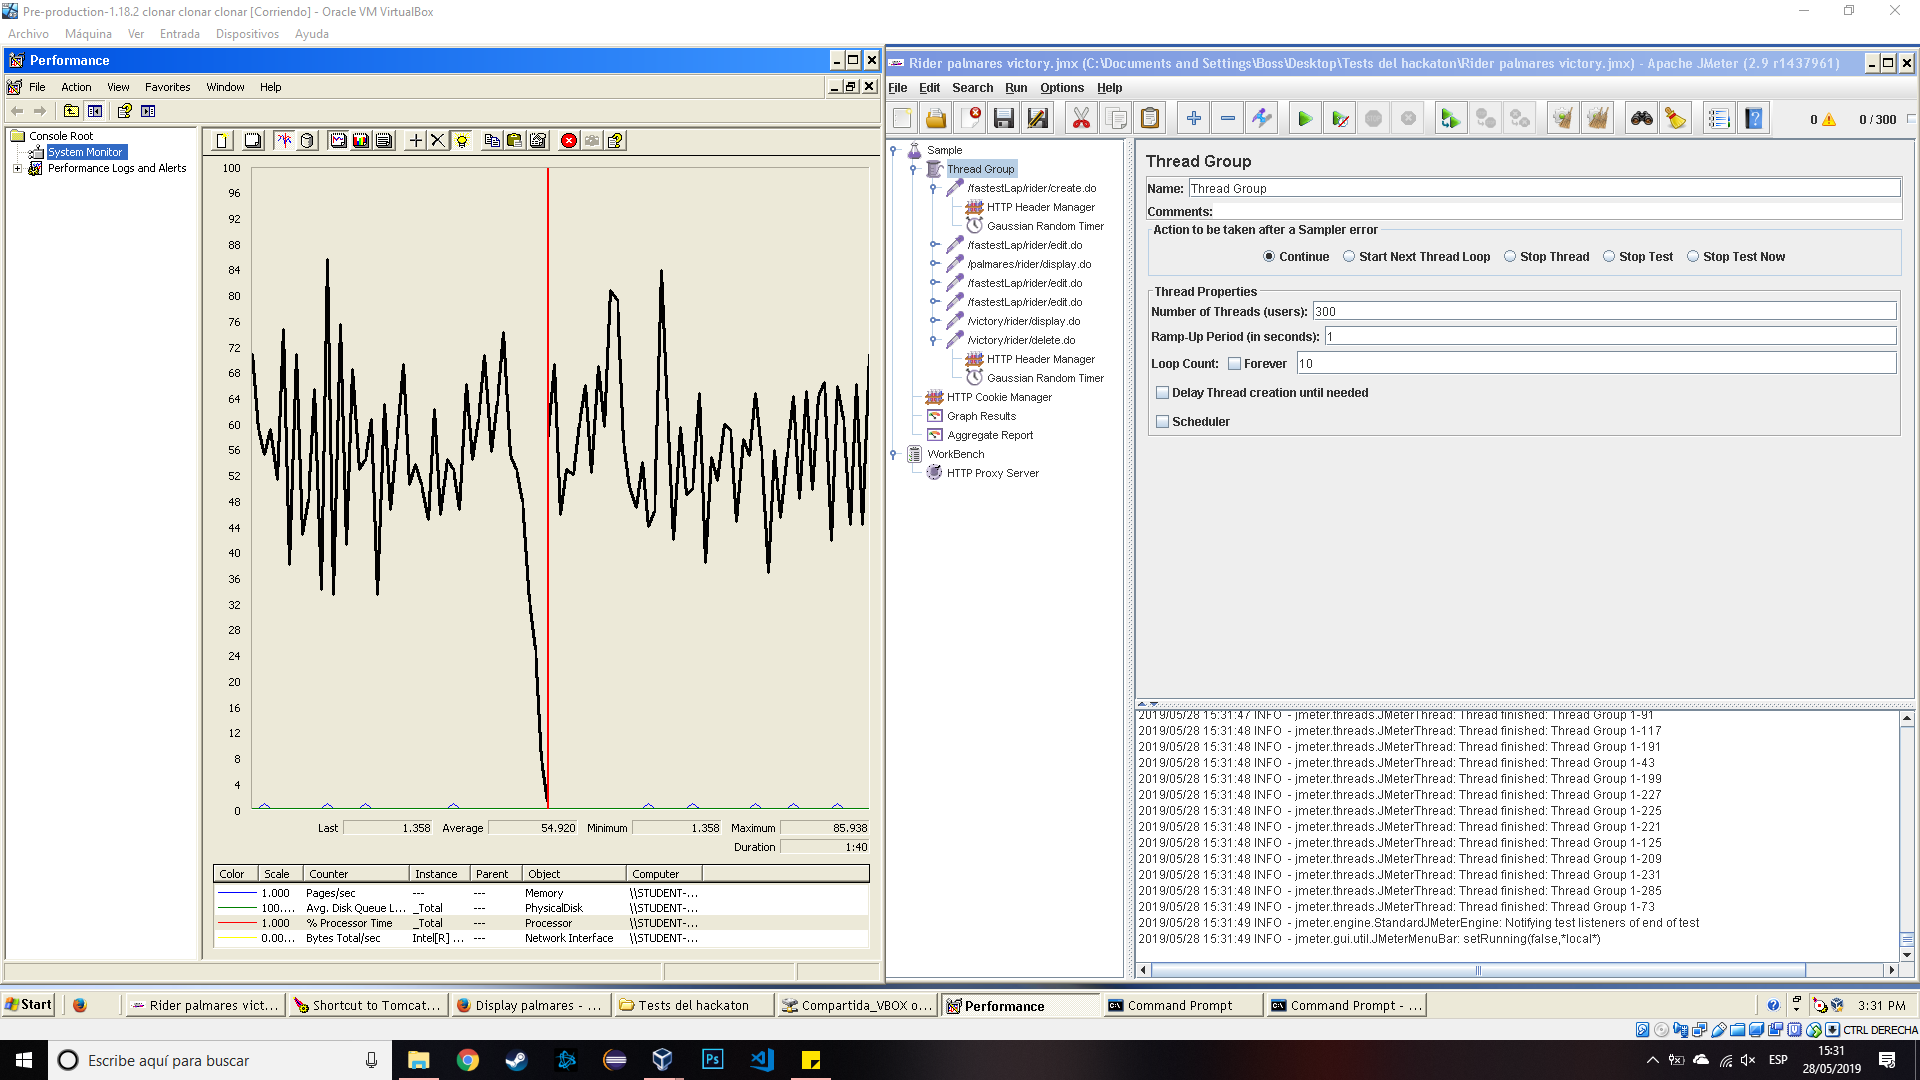 Pre-production-1.18.2 clonar clonar clonar [Corriendo] - Oracle VM VirtualBox
Archivo Máquina Ver Entrada Dispositivos Ayuda
Performance
File Action View Favorites Window Help
Console Root
System Monitor
Performance Logs and Alerts
100
96
92
88
84
80
76
72
68
64
60
56
52
48
44
40
36
32
28
24
20
16
12
8
4
0
Last 1.358 Average 54.920 Minimum 1.358 Maximum 85.938
Duration 1:40
Color Scale Counter Instance Parent Object Computer
1.000 Pages/sec --- --- Memory \\STUDENT-...
100.... Avg. Disk Queue L... _Total --- PhysicalDisk \\STUDENT-...
1.000 % Processor Time _Total --- Processor \\STUDENT-...
0.00... Bytes Total/sec Intel[R] ... --- Network Interface \\STUDENT-...
Rider palmares victory.jmx (C:\Documents and Settings\Boss\Desktop\Tests del hackaton\Rider palmares victory.jmx) - Apache JMeter (2.9 r1437961)
File Edit Search Run Options Help
0 0 / 300
Sample
Thread Group
/fastestLap/rider/create.do
HTTP Header Manager
Gaussian Random Timer
/fastestLap/rider/edit.do
/palmares/rider/display.do
/fastestLap/rider/edit.do
/fastestLap/rider/edit.do
/victory/rider/display.do
/victory/rider/delete.do
HTTP Header Manager
Gaussian Random Timer
HTTP Cookie Manager
Graph Results
Aggregate Report
WorkBench
HTTP Proxy Server
Thread Group
Name: Thread Group
Comments:
Action to be taken after a Sampler error
Continue Start Next Thread Loop Stop Thread Stop Test Stop Test Now
Thread Properties
Number of Threads (users): 300
Ramp-Up Period (in seconds): 1
Loop Count: Forever 10
Delay Thread creation until needed
Scheduler
2019/05/28 15:31:47 INFO - jmeter.threads.JMeterThread: Thread finished: Thread Group 1-91
2019/05/28 15:31:48 INFO - jmeter.threads.JMeterThread: Thread finished: Thread Group 1-117
2019/05/28 15:31:48 INFO - jmeter.threads.JMeterThread: Thread finished: Thread Group 1-191
2019/05/28 15:31:48 INFO - jmeter.threads.JMeterThread: Thread finished: Thread Group 1-43
2019/05/28 15:31:48 INFO - jmeter.threads.JMeterThread: Thread finished: Thread Group 1-199
2019/05/28 15:31:48 INFO - jmeter.threads.JMeterThread: Thread finished: Thread Group 1-227
2019/05/28 15:31:48 INFO - jmeter.threads.JMeterThread: Thread finished: Thread Group 1-225
2019/05/28 15:31:48 INFO - jmeter.threads.JMeterThread: Thread finished: Thread Group 1-221
2019/05/28 15:31:48 INFO - jmeter.threads.JMeterThread: Thread finished: Thread Group 1-125
2019/05/28 15:31:48 INFO - jmeter.threads.JMeterThread: Thread finished: Thread Group 1-209
2019/05/28 15:31:48 INFO - jmeter.threads.JMeterThread: Thread finished: Thread Group 1-231
2019/05/28 15:31:48 INFO - jmeter.threads.JMeterThread: Thread finished: Thread Group 1-285
2019/05/28 15:31:49 INFO - jmeter.threads.JMeterThread: Thread finished: Thread Group 1-73
2019/05/28 15:31:49 INFO - jmeter.engine.StandardJMeterEngine: Notifying test listeners of end of test
2019/05/28 15:31:49 INFO - jmeter.gui.util.JMeterMenuBar: setRunning(false,*local*)
Start Rider palmares vict... Shortcut to Tomcat... Display palmares - ... Tests del hackaton Compartida_VBOX o... Performance Command Prompt Command Prompt - ... 3:31 PM
CTRL DERECHA
Escribe aquí para buscar
Ps
ESP
15:31
28/05/2019